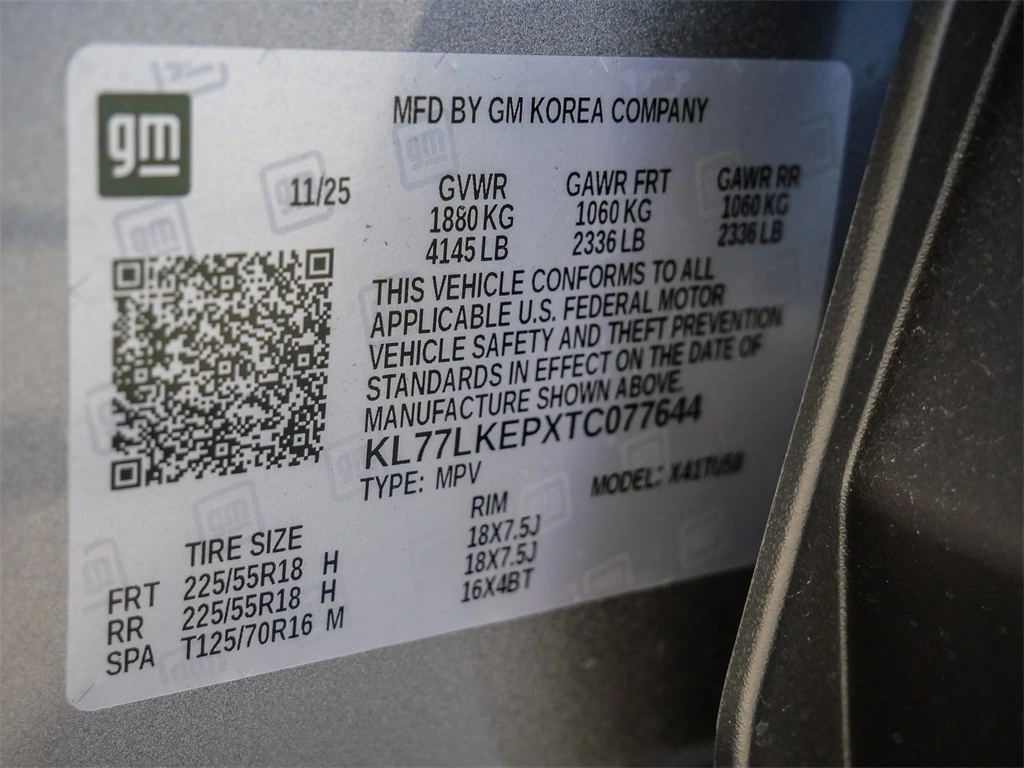 gm
MFD BY GM KOREA COMPANY
11/25 GVWR GAWR FRT GAWR RR
1880 KG 1060 KG 1060 KG
4145 LB 2336 LB 2336 LB
THIS VEHICLE CONFORMS TO ALL
APPLICABLE U.S. FEDERAL MOTOR
VEHICLE SAFETY AND THEFT PREVENTION
STANDARDS IN EFFECT ON THE DATE OF
MANUFACTURE SHOWN ABOVE.
KL77LKEPXTC077644
TYPE: MPV MODEL: X41TU58
TIRE SIZE RIM
FRT 225/55R18 H 18X7.5J
RR 225/55R18 H 18X7.5J
SPA T125/70R16 M 16X4BT